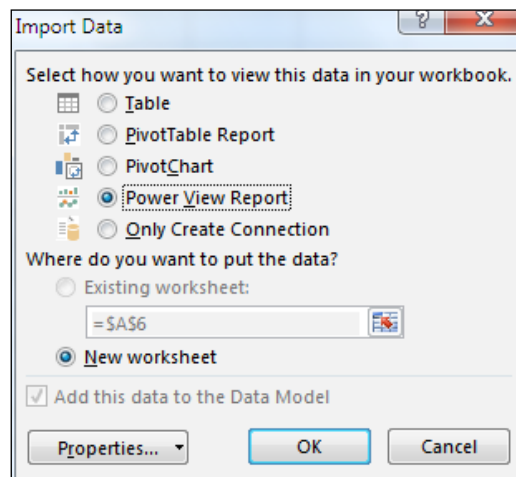 Import Data
?
Select how you want to view this data in your workbook.
Table
PivotTable Report
PivotChart
Power View Report
Only Create Connection
Where do you want to put the data?
Existing worksheet:
=$A$6
New worksheet
Add this data to the Data Model
Properties...
OK
Cancel